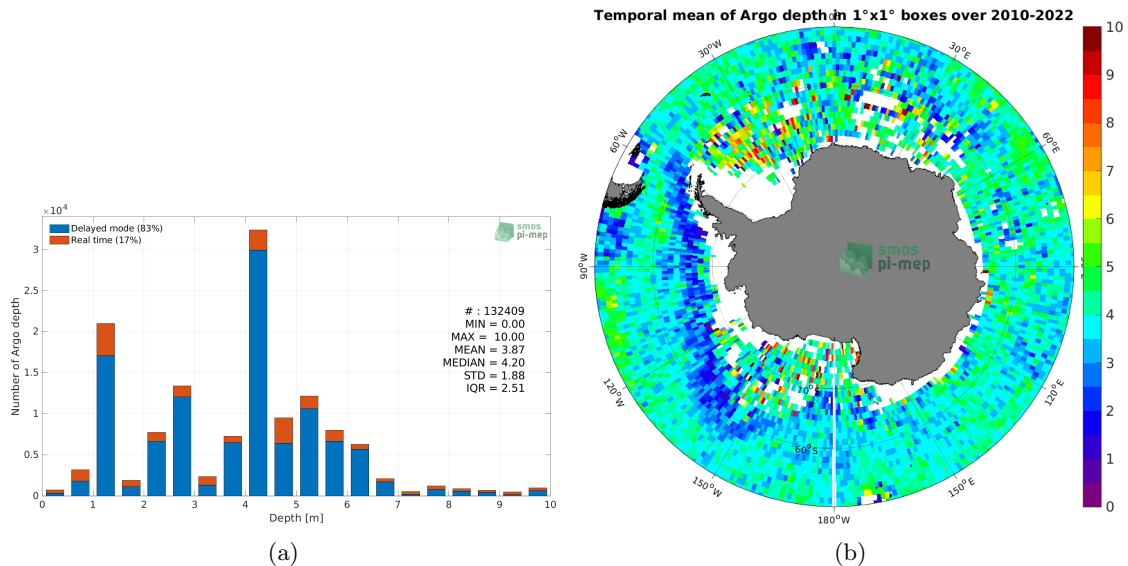 ×10⁴
3
2.5
2
1.5
1
0.5
0
Number of Argo depth
Delayed mode (83%)
Real time (17%)
smos
pi-mep
# : 132409
MIN = 0.00
MAX = 10.00
MEAN = 3.87
MEDIAN = 4.20
STD = 1.88
IQR = 2.51
0 1 2 3 4 5 6 7 8 9 10
Depth [m]
(a)
Temporal mean of Argo depth in 1°x1° boxes over 2010-2022
30°W
30°E
60°W
60°E
90°W
smos
pi-mep
120°W
120°E
70°S
60°S
150°W
150°E
180°W
10
9
8
7
6
5
4
3
2
1
0
(b)